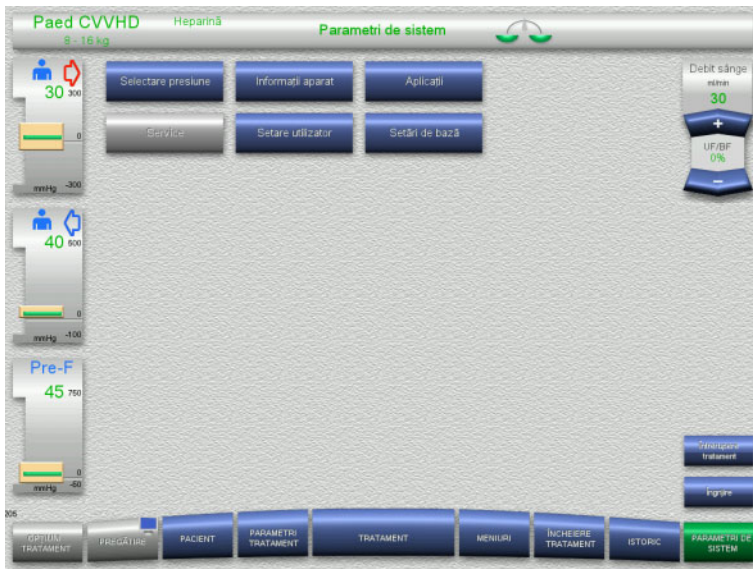 Paed CVVHD
Heparină
8 - 16 kg
Parametri de sistem
30
300
0
mmHg
-300
40
500
0
mmHg
-100
Pre-F
45
750
0
mmHg
-50
Selectare presiune
Informații aparat
Aplicații
Service
Setare utilizator
Setări de bază
Debit sânge
ml/min
30
+
UF/BF
0%
−
Întrerupere
tratament
Îngrijire
205
OPȚIUNI
TRATAMENT
PREGĂTIRE
PACIENT
PARAMETRI
TRATAMENT
TRATAMENT
MENIURI
ÎNCHEIERE
TRATAMENT
ISTORIC
PARAMETRI DE
SISTEM